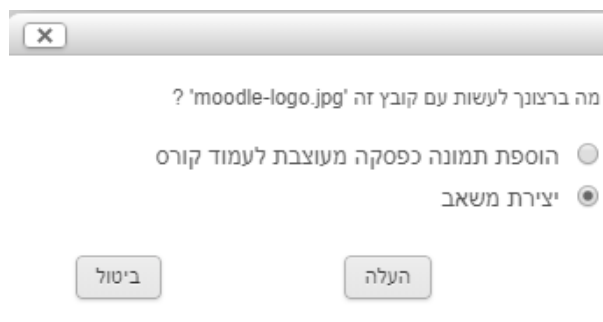 מה ברצונך לעשות עם קובץ זה 'moodle-logo.jpg' ?
הוספת תמונה כפסקה מעוצבת לעמוד קורס
יצירת משאב
העלה
ביטול